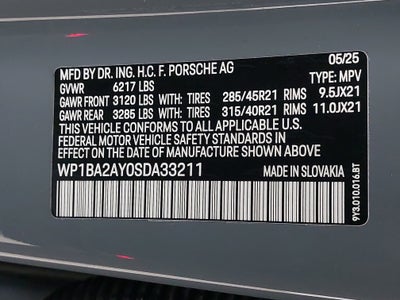 MFD BY DR. ING. H.C. F. PORSCHE AG 05/25
GVWR 6217 LBS TYPE: MPV
GAWR FRONT 3120 LBS WITH: TIRES 285/45R21 RIMS 9.5JX21
GAWR REAR 3285 LBS WITH: TIRES 315/40R21 RIMS 11.0JX21
THIS VEHICLE CONFORMS TO ALL APPLICABLE U.S.
FEDERAL MOTOR VEHICLE SAFETY STANDARDS IN
EFFECT ON THE DATE OF MANUFACTURE SHOWN ABOVE.
WP1BA2AY0SDA33211 MADE IN SLOVAKIA
9Y3.010.016.BT